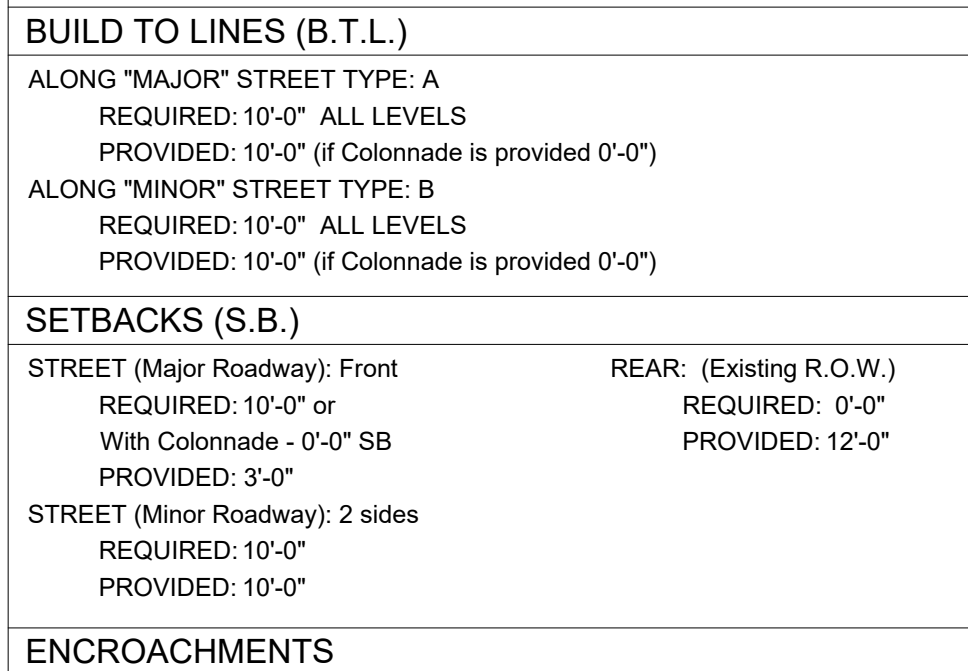 BUILD TO LINES (B.T.L.)
ALONG "MAJOR" STREET TYPE: A
REQUIRED: 10'-0" ALL LEVELS
PROVIDED: 10'-0" (if Colonnade is provided 0'-0")
ALONG "MINOR" STREET TYPE: B
REQUIRED: 10'-0" ALL LEVELS
PROVIDED: 10'-0" (if Colonnade is provided 0'-0")
SETBACKS (S.B.)
STREET (Major Roadway): Front
REQUIRED: 10'-0" or
With Colonnade - 0'-0" SB
PROVIDED: 3'-0"
STREET (Minor Roadway): 2 sides
REQUIRED: 10'-0"
PROVIDED: 10'-0"
REAR: (Existing R.O.W.)
REQUIRED: 0'-0"
PROVIDED: 12'-0"
ENCROACHMENTS